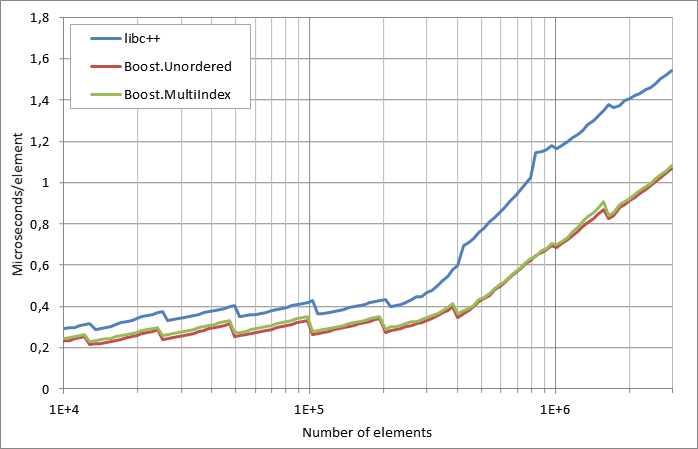 1,8
1,6
1,4
1,2
1
0,8
0,6
0,4
0,2
0
Microseconds/element
libc++
Boost.Unordered
Boost.MultiIndex
1E+4
1E+5
1E+6
Number of elements